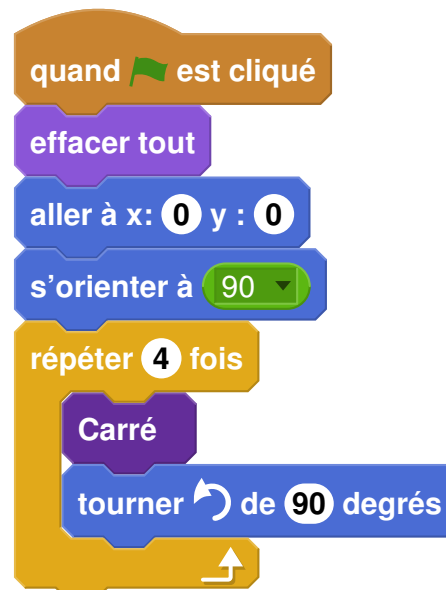 quand est cliqué
effacer tout
aller à x: 0 y : 0
s’orienter à 90
répéter 4 fois
Carré
tourner de 90 degrés